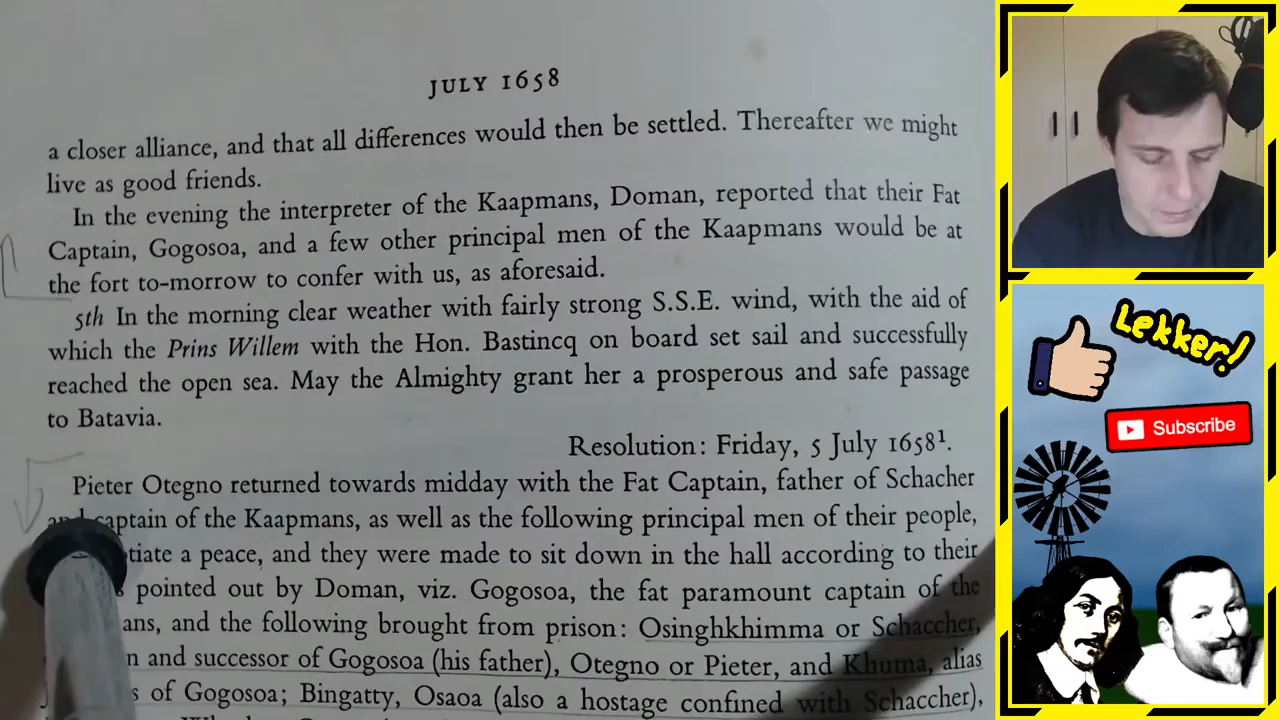 JULY 1658
a closer alliance, and that all differences would then be settled. Thereafter we might
live as good friends.
In the evening the interpreter of the Kaapmans, Doman, reported that their Fat
Captain, Gogosoa, and a few other principal men of the Kaapmans would be at
the fort to-morrow to confer with us, as aforesaid.
5th In the morning clear weather with fairly strong S.S.E. wind, with the aid of
which the Prins Willem with the Hon. Bastincq on board set sail and successfully
reached the open sea. May the Almighty grant her a prosperous and safe passage
to Batavia.
Resolution: Friday, 5 July 1658¹.
Pieter Otegno returned towards midday with the Fat Captain, father of Schacher
and captain of the Kaapmans, as well as the following principal men of their people,
tiate a peace, and they were made to sit down in the hall according to their
pointed out by Doman, viz. Gogosoa, the fat paramount captain of the
ans, and the following brought from prison: Osinghkhimma or Schaccher,
n and successor of Gogosoa (his father), Otegno or Pieter, and Khuma, alias
s of Gogosoa; Bingatty, Osaoa (also a hostage confined with Schaccher),
Lekker!
Subscribe